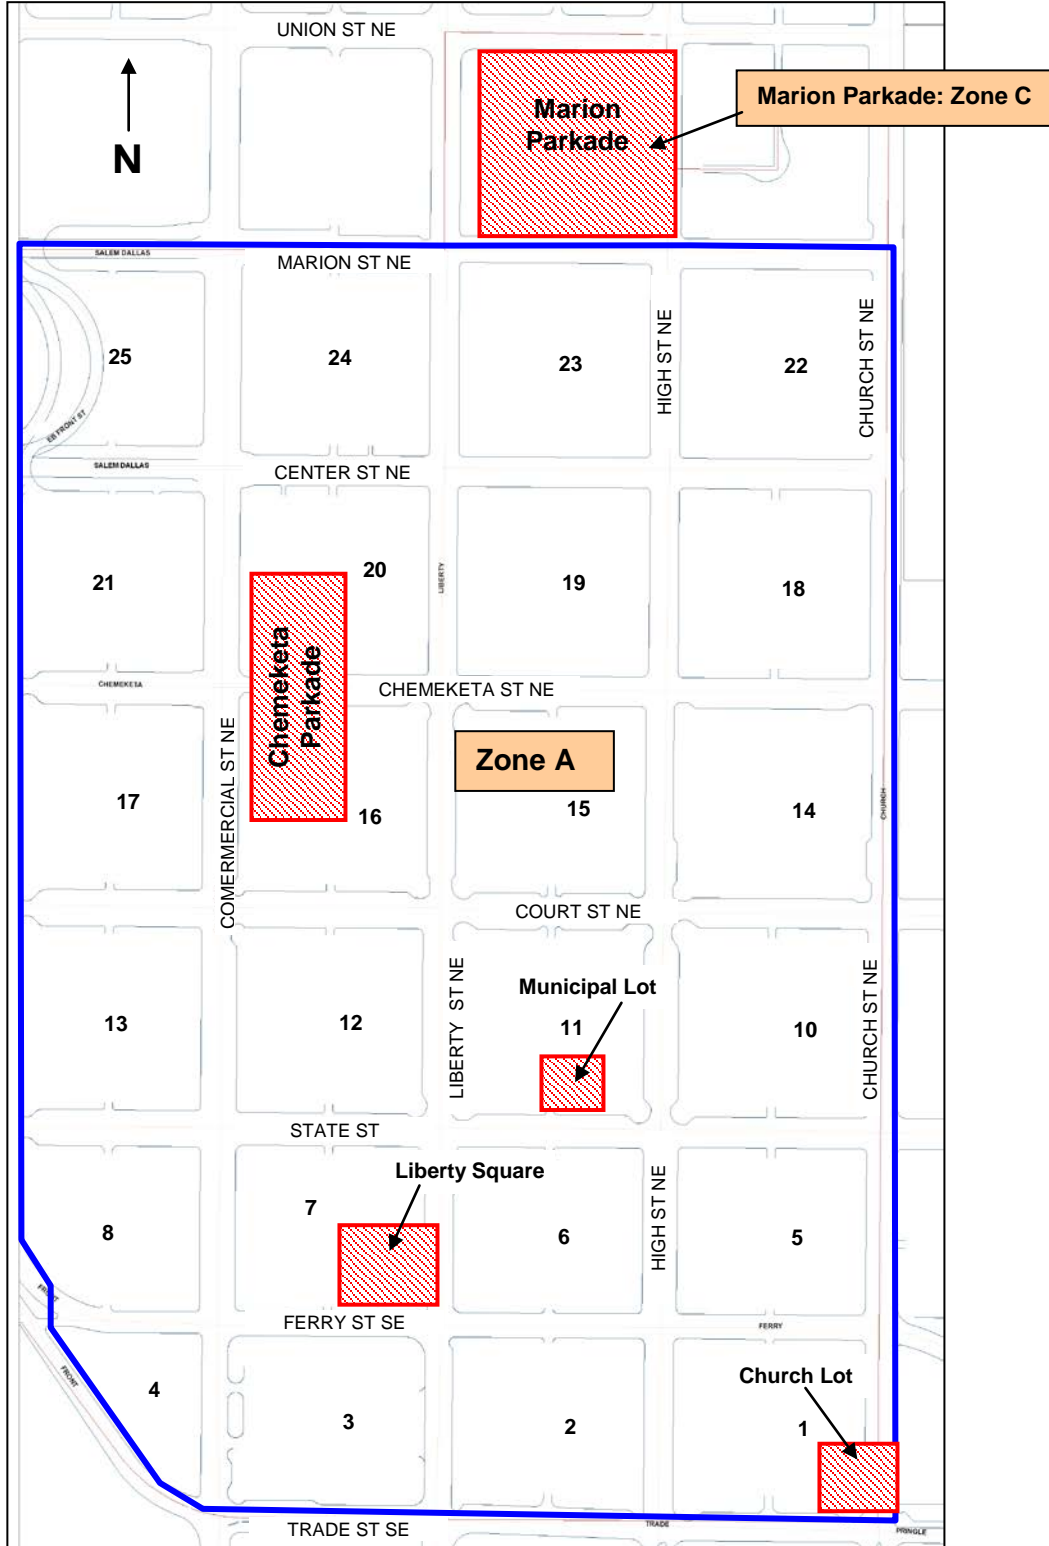 UNION ST NE
Marion
Parkade
Marion Parkade: Zone C
N
SALEM DALLAS
MARION ST NE
25
24
23
22
HIGH ST NE
CHURCH ST NE
EB FRONT ST
SALEM DALLAS
CENTER ST NE
21
20
19
18
LIBERTY
Chemeketa
Parkade
CHEMEKETA
CHEMEKETA ST NE
COMERMERCIAL ST NE
Zone A
17
16
15
14
CHURCH
COURT ST NE
LIBERTY ST NE
Municipal Lot
CHURCH ST NE
13
12
11
10
STATE ST
Liberty Square
HIGH ST NE
8
7
6
5
FRONT
FERRY ST SE
FERRY
FRONT
Church Lot
4
3
2
1
TRADE ST SE
TRADE
PRINGLE